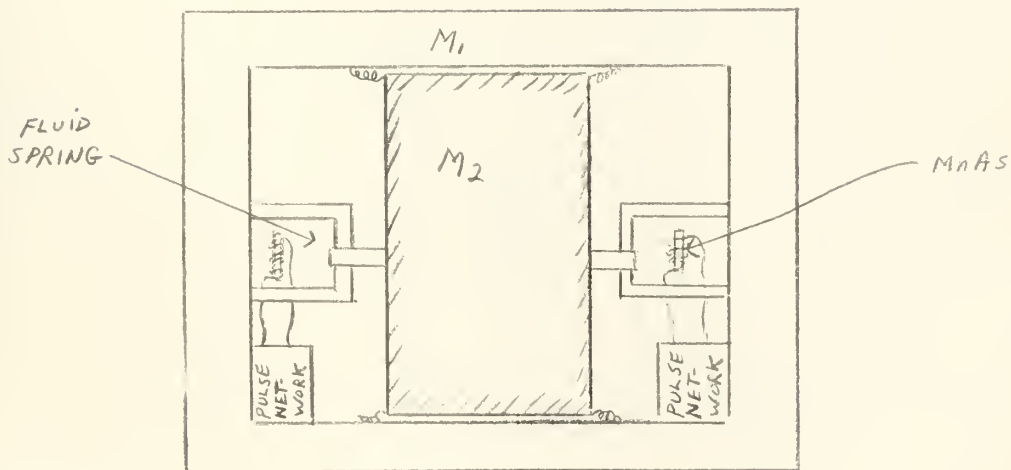 M1
FLUID
SPRING
M2
MnAs
PULSE
NET-
WORK
PULSE
NET-
WORK